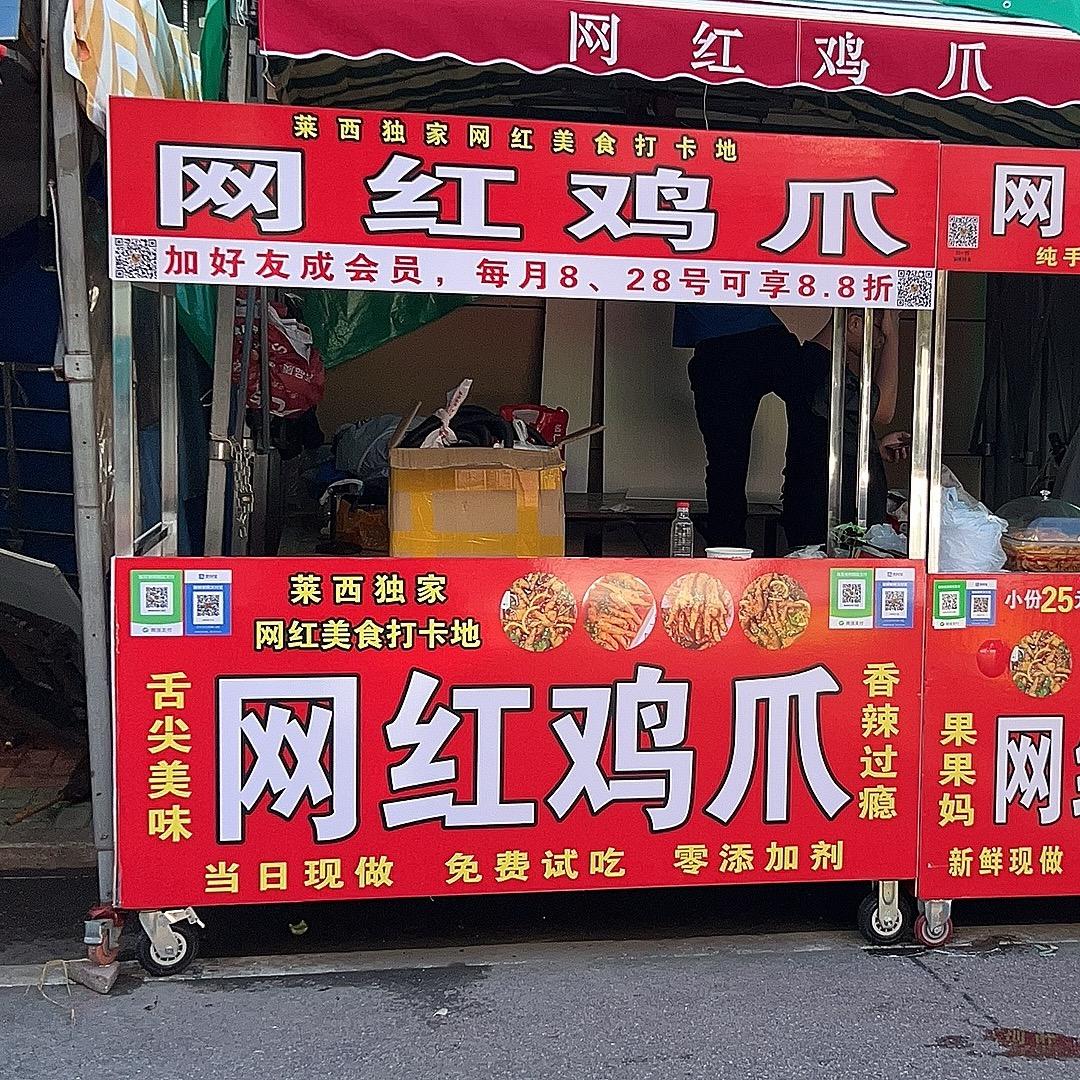 网红鸡爪
莱西独家网红美食打卡地
网红鸡爪
加好友成会员，每月8、28号可享8.8折
网
纯手
莱西独家
网红美食打卡地
舌尖美味
网红鸡爪
香辣过瘾
当日现做 免费试吃 零添加剂
小份25元
果果妈
网红
新鲜现做